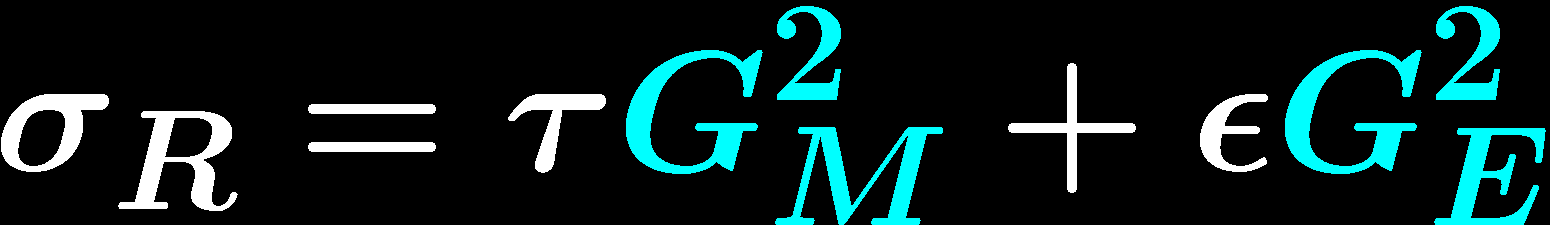 σ_R = τG_M^2 + ϵG_E^2